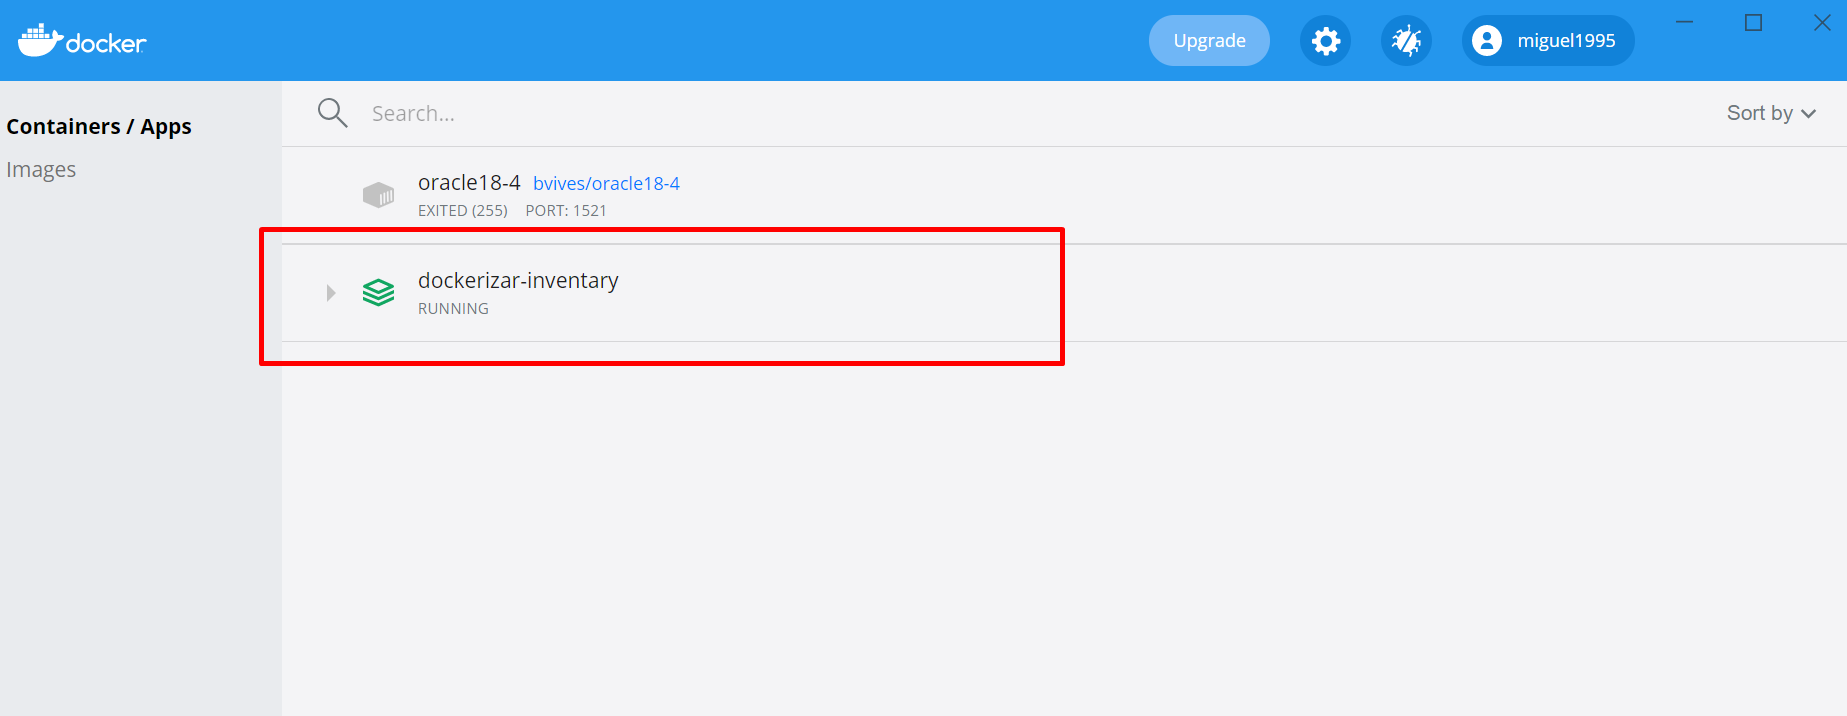 docker
Upgrade
miguel1995
Containers / Apps
Images
Search...
Sort by
oracle18-4 bvives/oracle18-4
EXITED (255) PORT: 1521
dockerizar-inventary
RUNNING